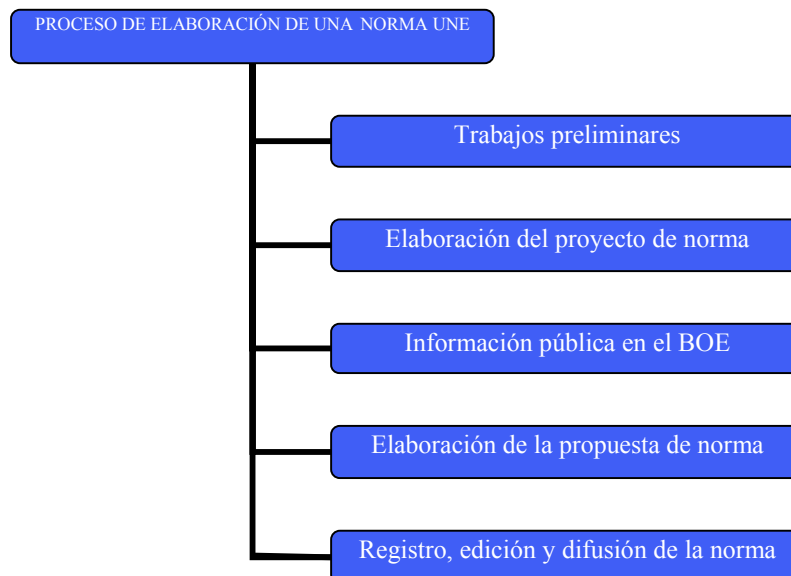 PROCESO DE ELABORACIÓN DE UNA NORMA UNE
Trabajos preliminares
Elaboración del proyecto de norma
Información pública en el BOE
Elaboración de la propuesta de norma
Registro, edición y difusión de la norma